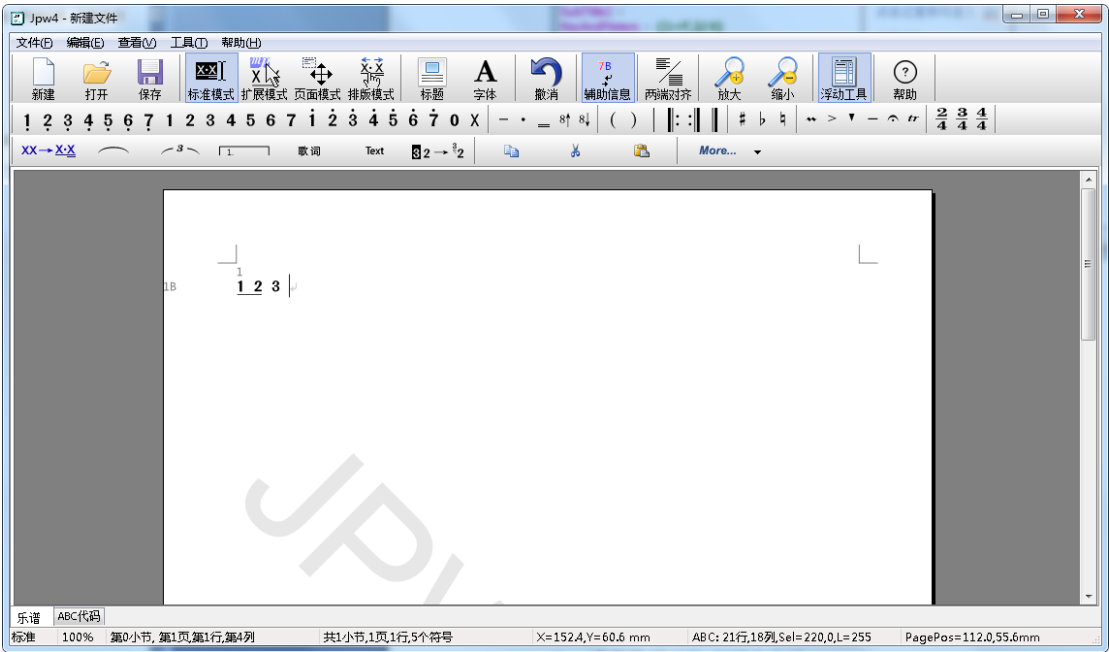 Jpw4 - 新建文件
文件(F) 编辑(E) 查看(V) 工具(T) 帮助(H)
新建 打开 保存 标准模式 扩展模式 页面模式 排版模式 标题 字体 撤消 辅助信息 两端对齐 放大 缩小 浮动工具 帮助
1 2 3 4 5 6 7 1 2 3 4 5 6 7 1 2 3 4 5 6 7 0 X – · _ 8↑ 8↓ ( ) ‖: :‖ ‖ ♯ ♭ ♮ > – tr 2/4 3/4 4/4
XX→X·X 3 1. 歌词 Text 3 2→³2 More...
1
1B 1 2 3
JPW
乐谱 ABC代码
标准 100% 第0小节, 第1页,第1行,第4列 共1小节,1页,1行,5个符号 X=152.4,Y=60.6 mm ABC: 21行,18列,Sel=220,0,L=255 PagePos=112.0,55.6mm